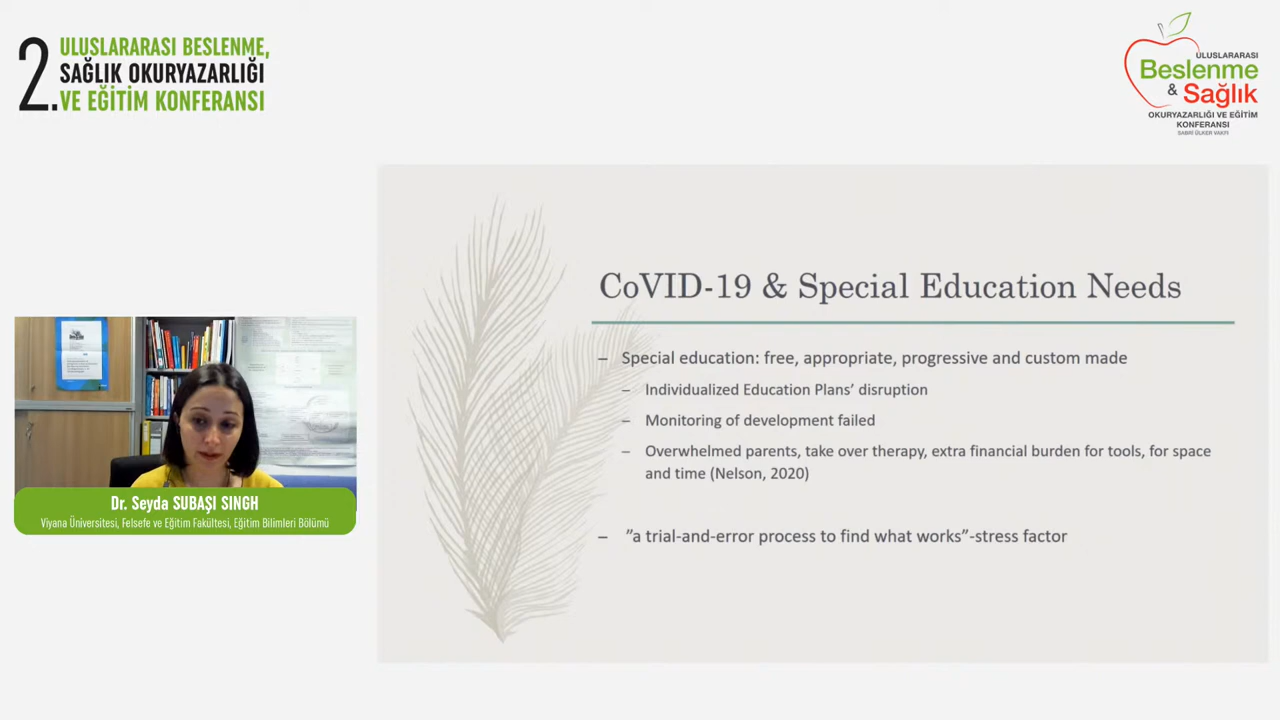 2.
ULUSLARARASI BESLENME,
SAĞLIK OKURYAZARLIĞI
VE EĞİTİM KONFERANSI
ULUSLARARASI
Beslenme
& Sağlık
OKURYAZARLIĞI VE EĞİTİM
KONFERANSI
SABRİ ÜLKER VAKFI
CoVID-19 & Special Education Needs
– Special education: free, appropriate, progressive and custom made
– Individualized Education Plans’ disruption
– Monitoring of development failed
– Overwhelmed parents, take over therapy, extra financial burden for tools, for space
and time (Nelson, 2020)
– ”a trial-and-error process to find what works”-stress factor
Dr. Seyda SUBAŞI SINGH
Viyana Üniversitesi, Felsefe ve Eğitim Fakültesi, Eğitim Bilimleri Bölümü